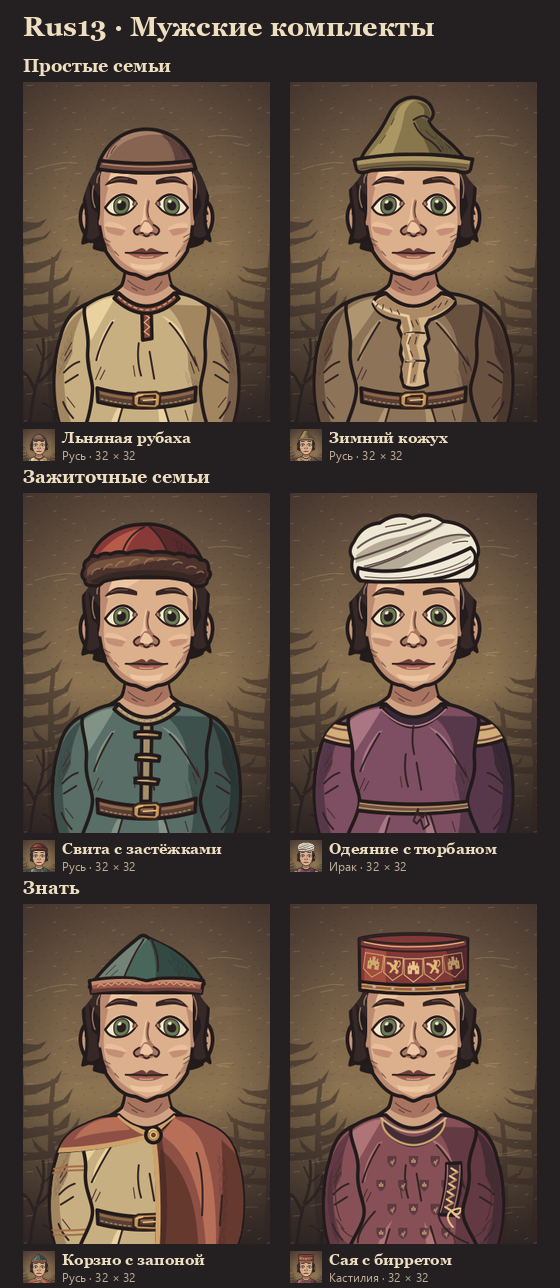 Rus13 · Мужские комплекты
Простые семьи
Льняная рубаха
Русь · 32 × 32
Зимний кожух
Русь · 32 × 32
Зажиточные семьи
Свита с застёжками
Русь · 32 × 32
Одеяние с тюрбаном
Ирак · 32 × 32
Знать
Корзно с запоной
Русь · 32 × 32
Сая с бирретом
Кастилия · 32 × 32